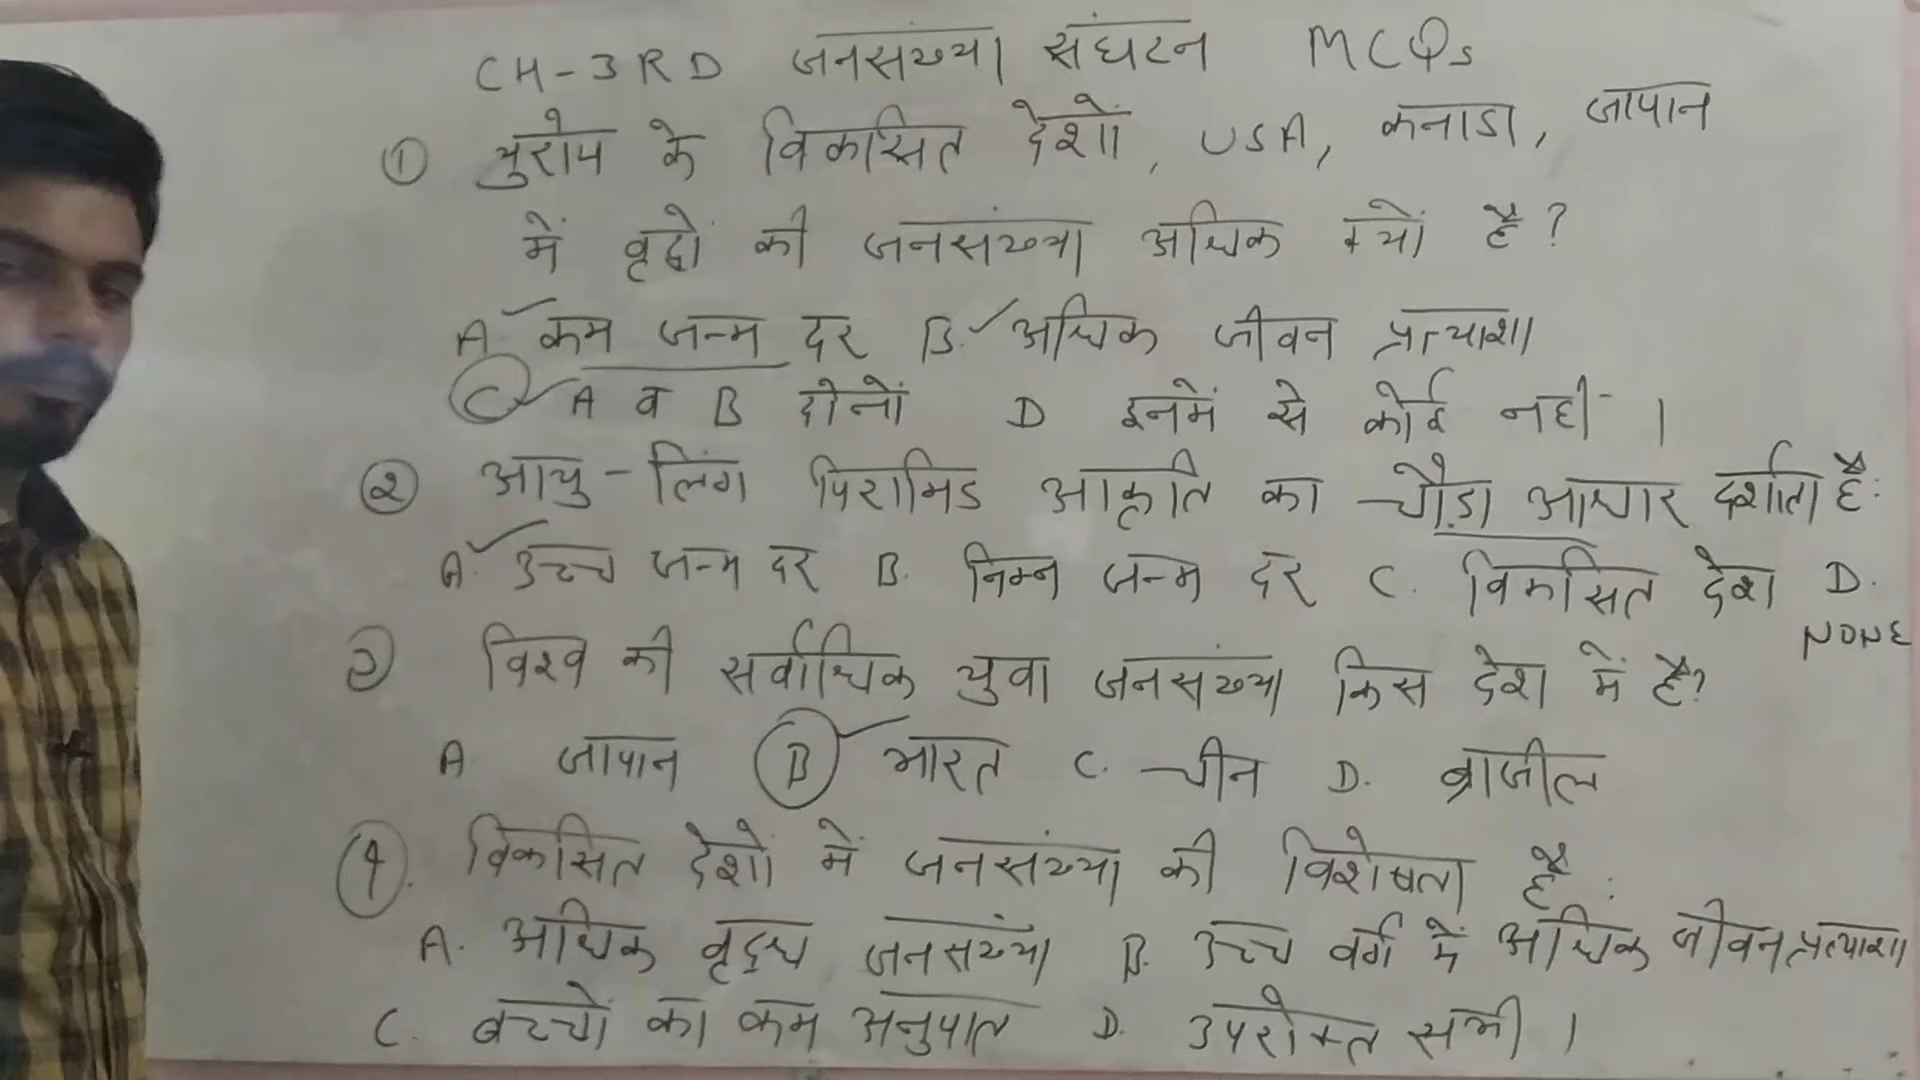 CH-3RD जनसंख्या संघटन MCQs
① युरोप के विकसित देशों, USA, कनाडा, जापान
में वृद्धों की जनसंख्या अधिक क्यों है?
A. कम जन्म दर B. अधिक जीवन प्रत्याशा
C A व B दोनों D इनमें से कोई नहीं ।
② आयु-लिंग पिरामिड आकृति का चौड़ा आधार दर्शाता है:
A. उच्च जन्म दर B. निम्न जन्म दर C. विकसित देश D. NONE
③ विश्व की सर्वाधिक युवा जनसंख्या किस देश में है?
A. जापान B भारत C. चीन D. ब्राजील
④. विकसित देशों में जनसंख्या की विशेषता है:
A. अधिक वृद्ध जनसंख्या B. उच्च वर्ग में अधिक जीवन प्रत्याशा
C. बच्चों का कम अनुपात D. उपरोक्त सभी ।